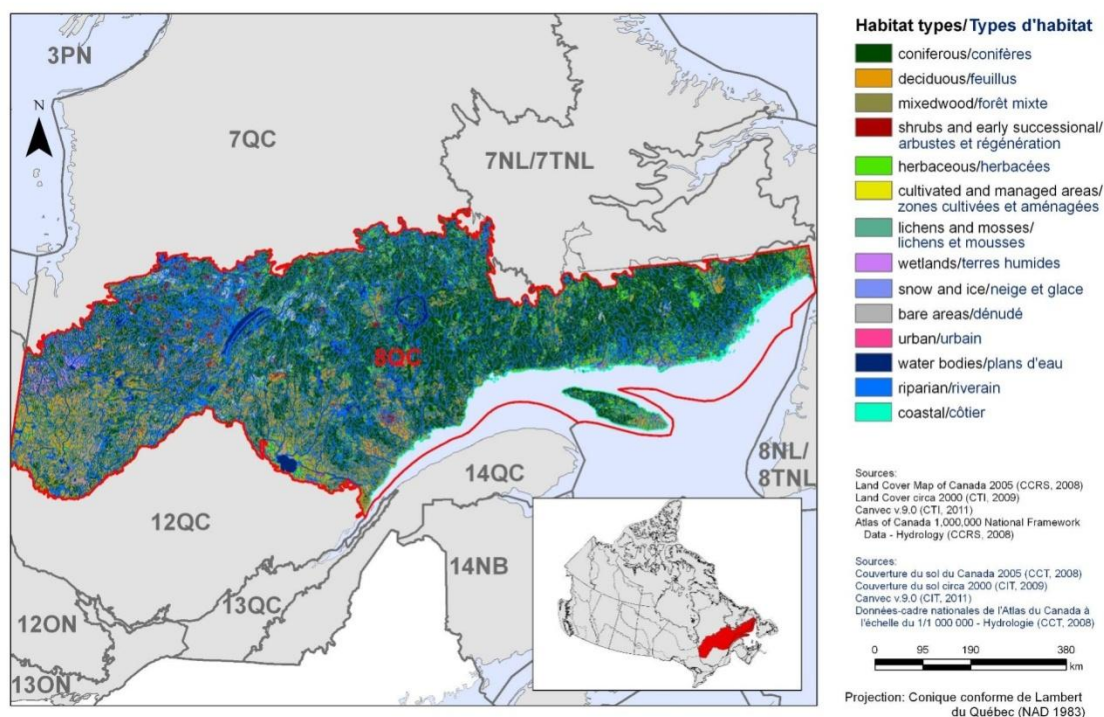 3PN
N
7QC
7NL/7TNL
8QC
8NL/
8TNL
14QC
12QC
14NB
13QC
12ON
13ON
Habitat types/Types d'habitat
coniferous/conifères
deciduous/feuillus
mixedwood/forêt mixte
shrubs and early successional/
arbustes et régénération
herbaceous/herbacées
cultivated and managed areas/
zones cultivées et aménagées
lichens and mosses/
lichens et mousses
wetlands/terres humides
snow and ice/neige et glace
bare areas/dénudé
urban/urbain
water bodies/plans d'eau
riparian/riverain
coastal/côtier
Sources:
Land Cover Map of Canada 2005 (CCRS, 2008)
Land Cover circa 2000 (CTI, 2009)
Canvec v.9.0 (CTI, 2011)
Atlas of Canada 1,000,000 National Framework
Data - Hydrology (CCRS, 2008)
Sources:
Couverture du sol du Canada 2005 (CCT, 2008)
Couverture du sol circa 2000 (CIT, 2009)
Canvec v.9.0 (CIT, 2011)
Données-cadre nationales de l'Atlas du Canada à
l'échelle du 1/1 000 000 - Hydrologie (CCT, 2008)
0 95 190 380
km
Projection: Conique conforme de Lambert
du Québec (NAD 1983)